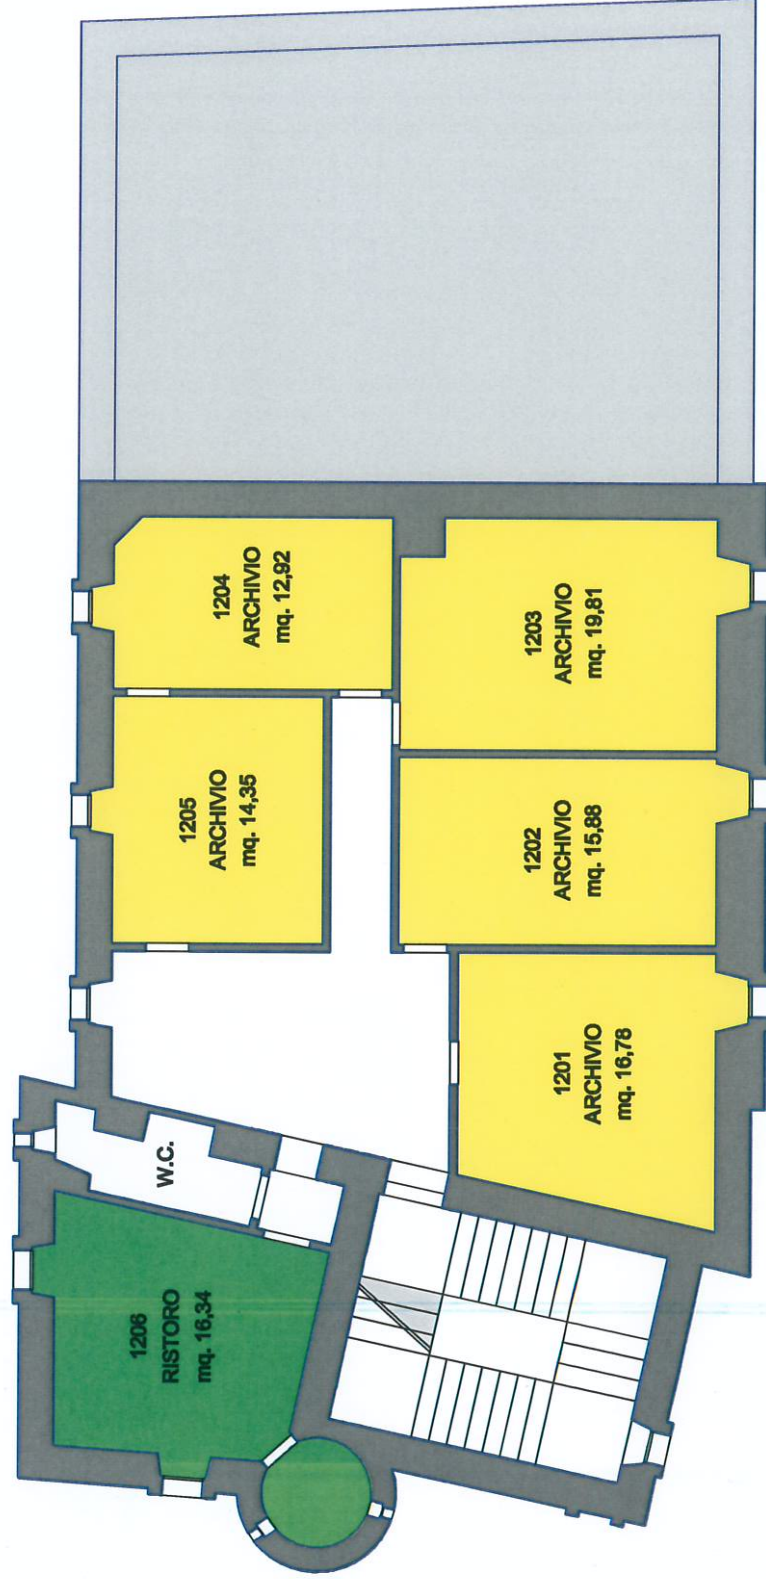 1204
ARCHIVIO
mq. 12,92
1205
ARCHIVIO
mq. 14,35
1203
ARCHIVIO
mq. 19,81
1202
ARCHIVIO
mq. 15,88
1201
ARCHIVIO
mq. 16,78
W.C.
1206
RISTORO
mq. 16,34